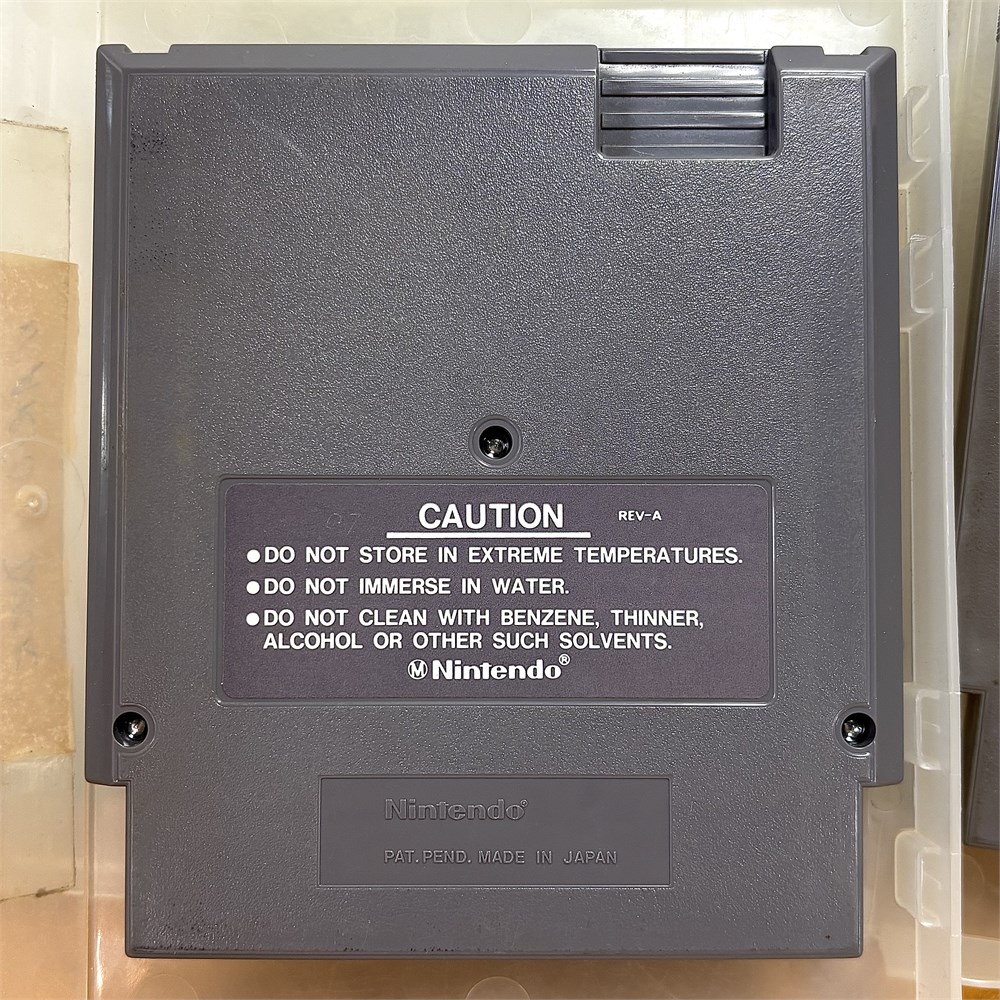 CAUTION REV-A
●DO NOT STORE IN EXTREME TEMPERATURES.
●DO NOT IMMERSE IN WATER.
●DO NOT CLEAN WITH BENZENE, THINNER,
ALCOHOL OR OTHER SUCH SOLVENTS.
Ⓜ Nintendo®
Nintendo®
PAT. PEND. MADE IN JAPAN